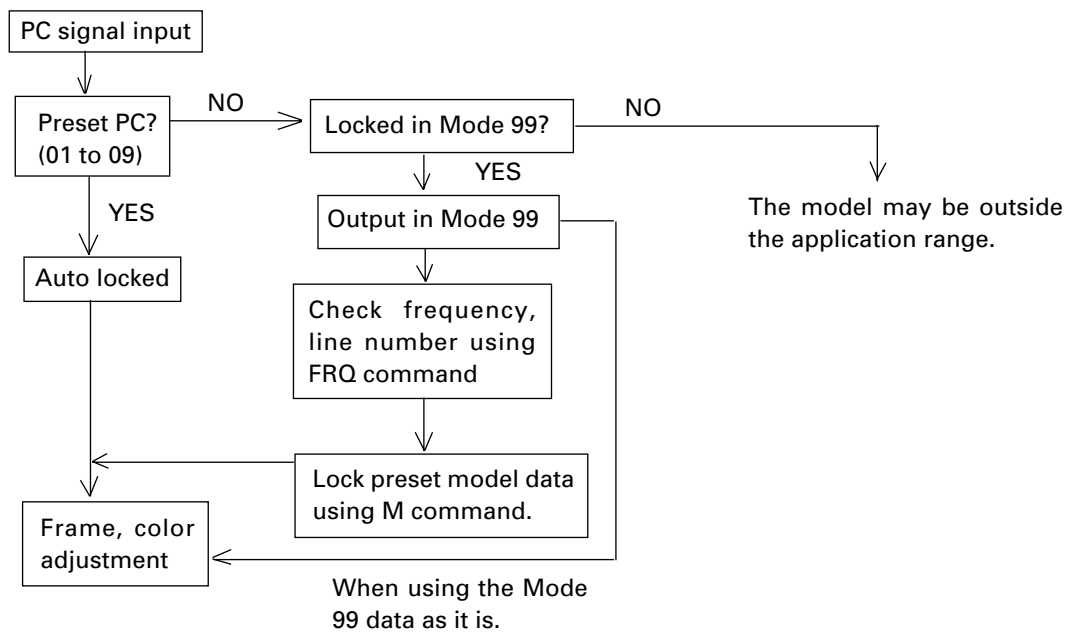 PC signal input
Preset PC?
(01 to 09)
NO
Locked in Mode 99?
NO
YES
YES
Output in Mode 99
The model may be outside
the application range.
Auto locked
Check frequency,
line number using
FRQ command
Lock preset model data
using M command.
Frame, color
adjustment
When using the Mode
99 data as it is.